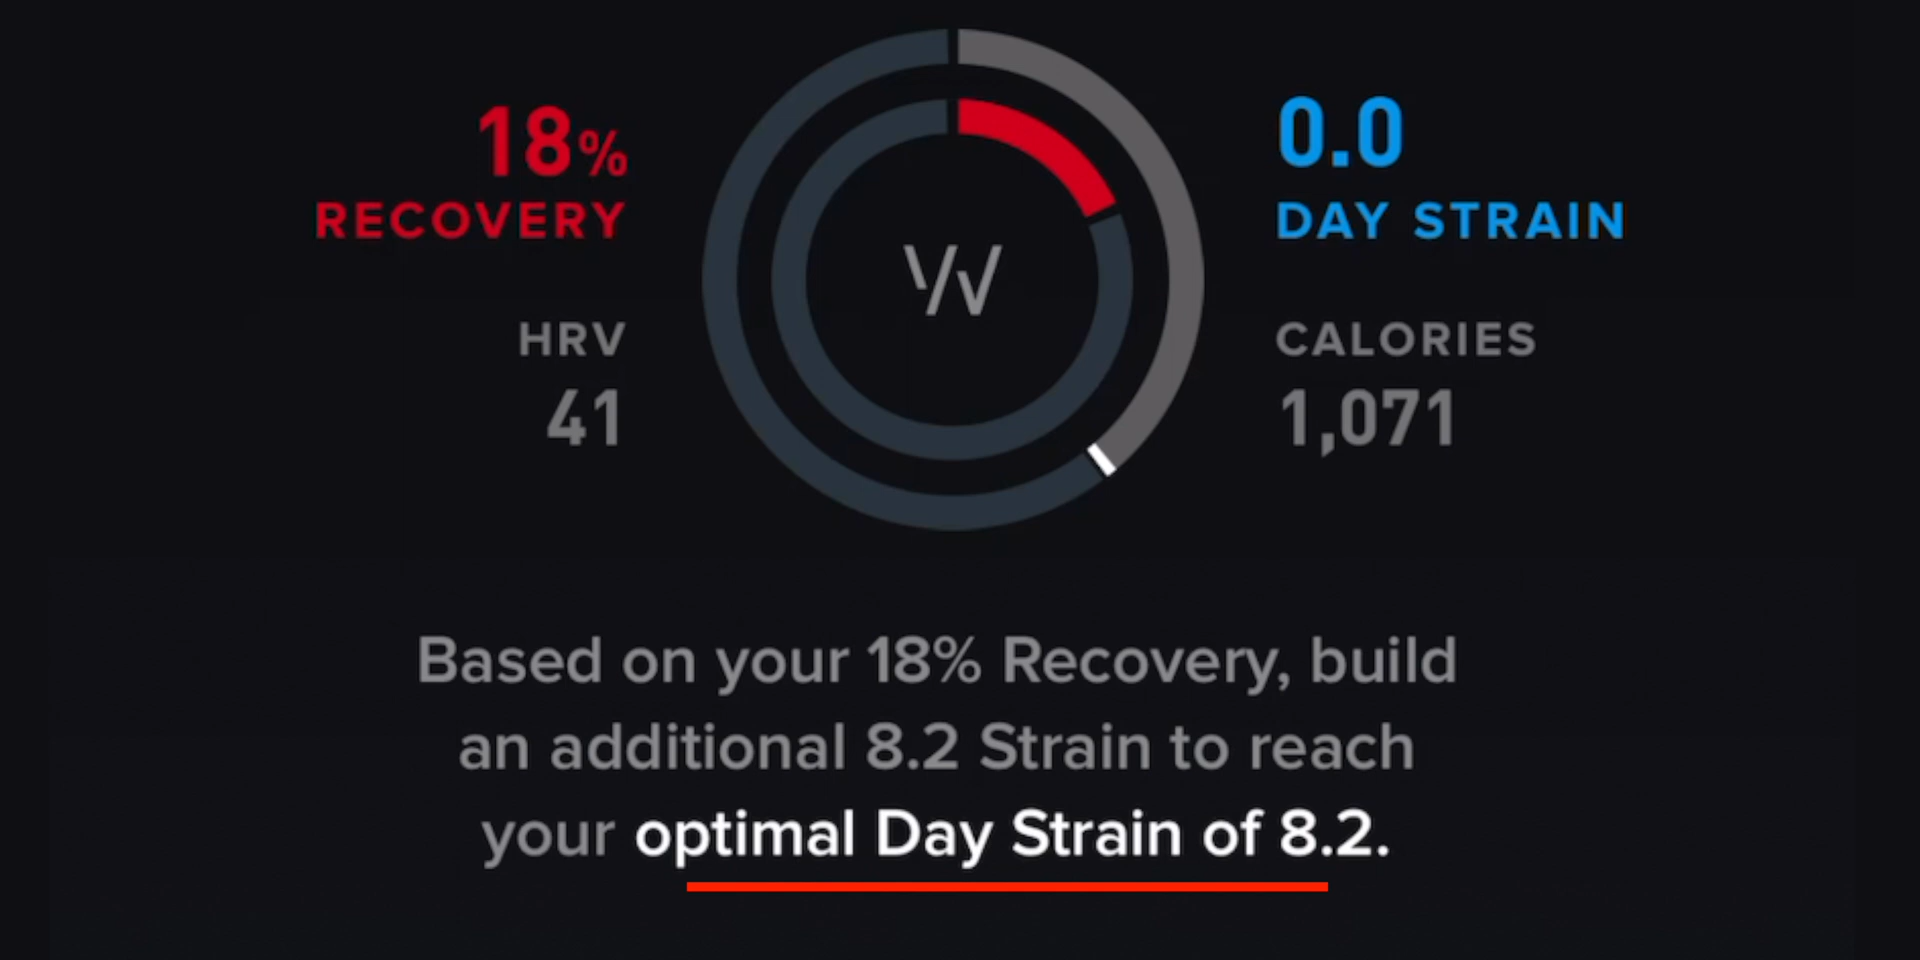 18%
RECOVERY
HRV
41
0.0
DAY STRAIN
CALORIES
1,071
Based on your 18% Recovery, build
an additional 8.2 Strain to reach
your optimal Day Strain of 8.2.